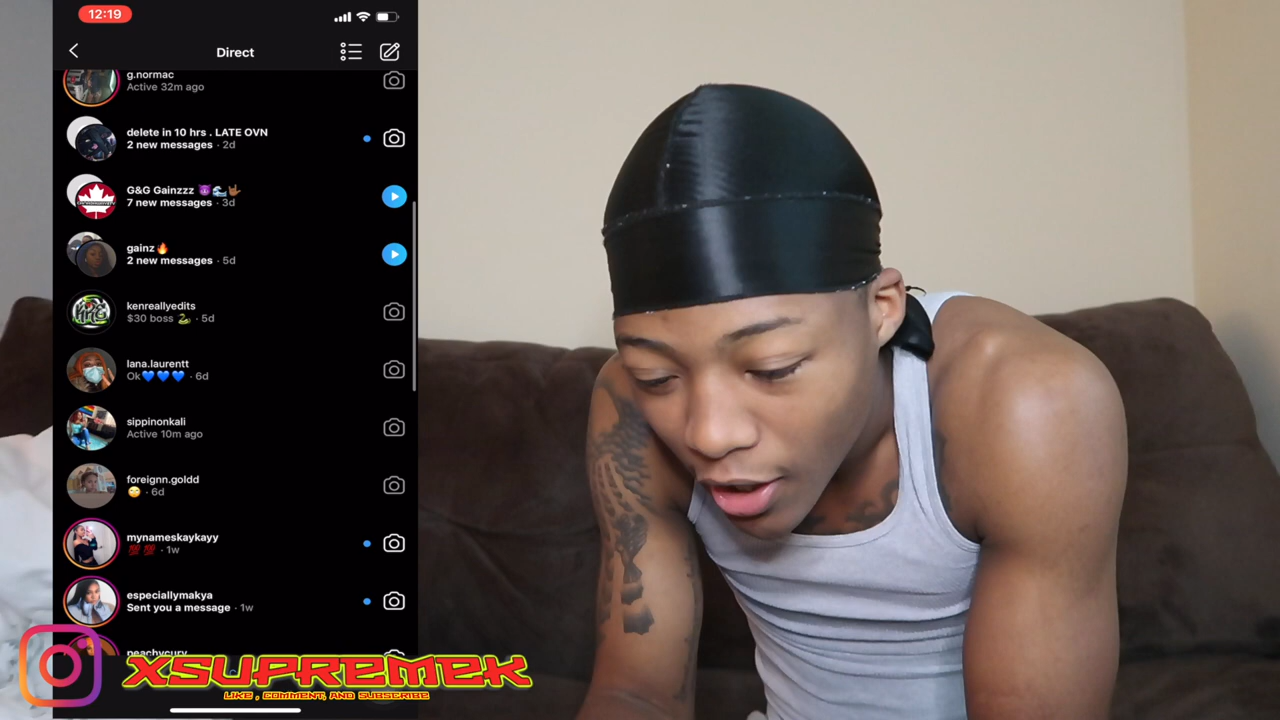 12:19
Direct
g.normac
Active 32m ago
delete in 10 hrs . LATE OVN
2 new messages · 2d
G&G Gainzzz 😈🌊🤟🏾
7 new messages · 3d
gainz🔥
2 new messages · 5d
kenreallyedits
$30 boss 🐍 · 5d
lana.laurentt
Ok💙💙💙 · 6d
sippinonkali
Active 10m ago
foreignn.goldd
🙄 · 6d
mynameskaykayy
💯 💯 · 1w
especiallymakya
Sent you a message · 1w
peachycurv
XSUPREMEK
LIKE , COMMENT, AND SUBSCRIBE